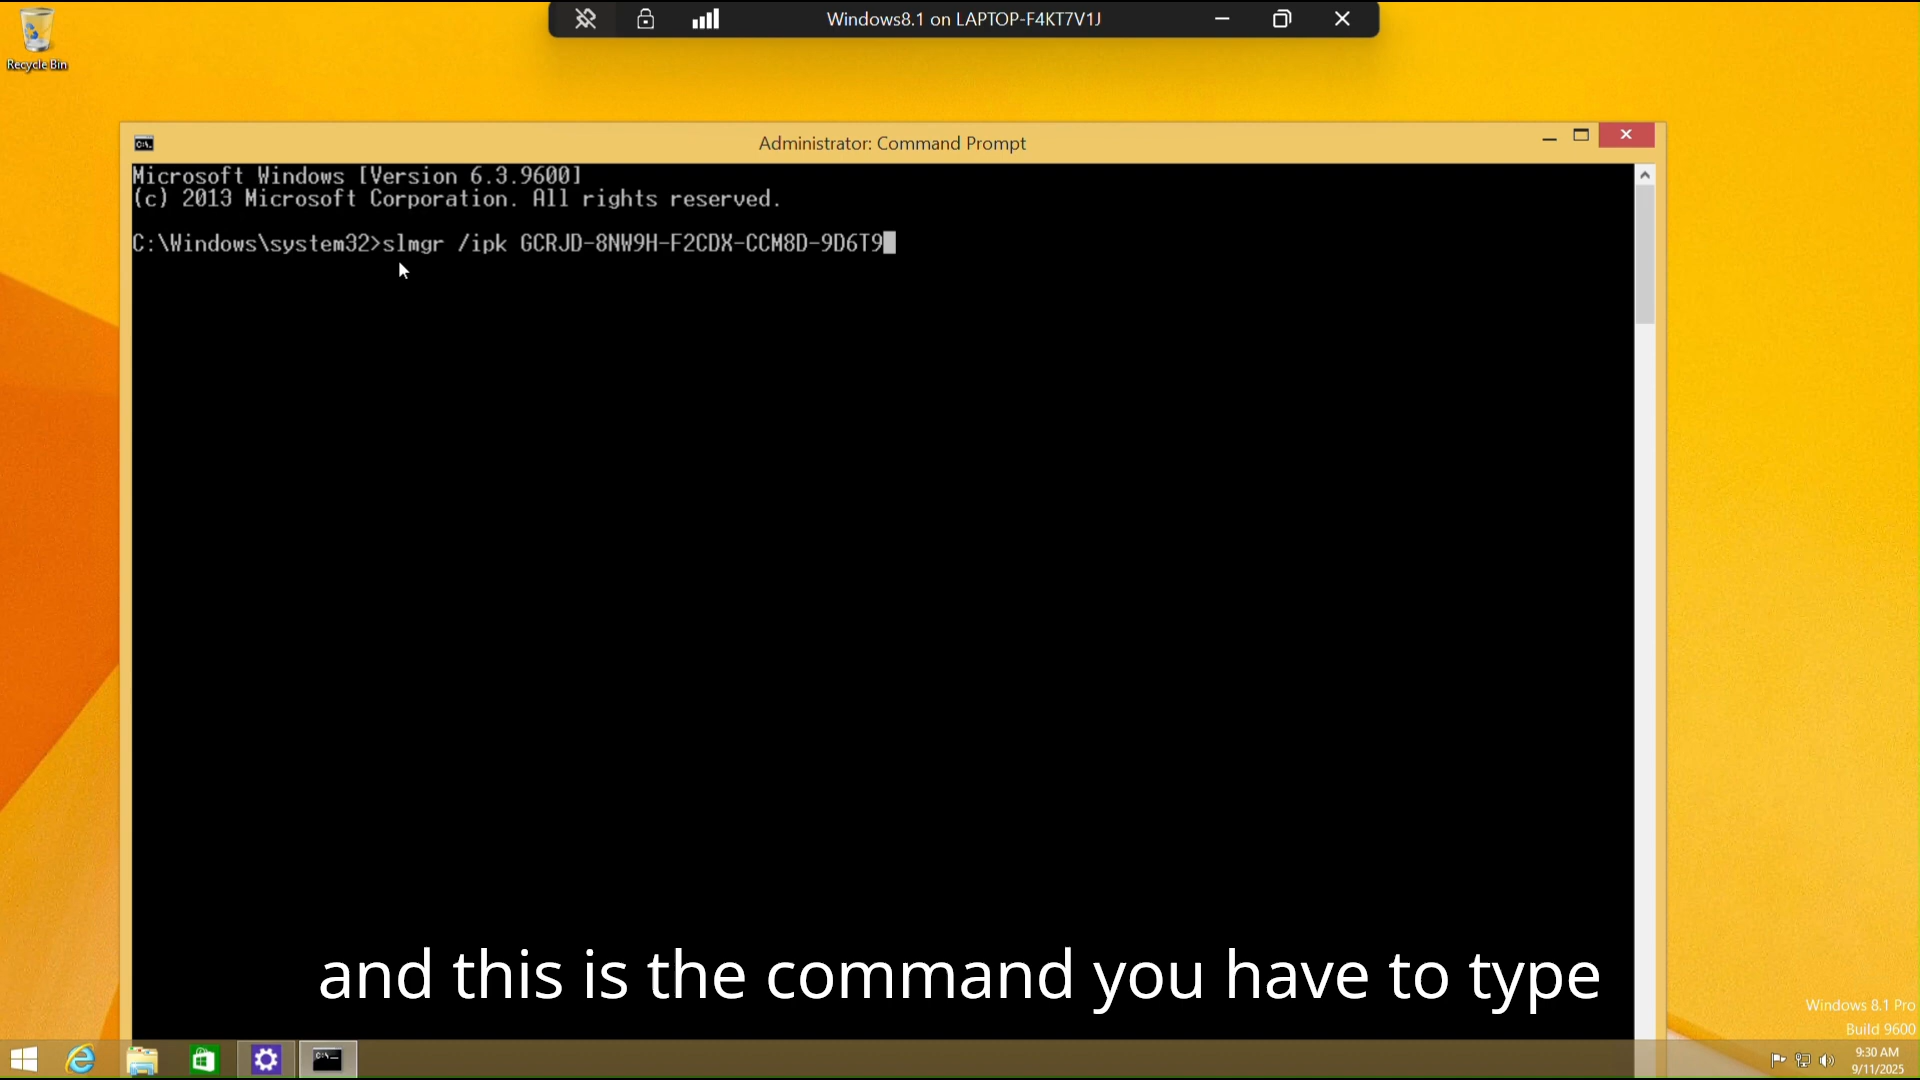 Windows8.1 on LAPTOP-F4KT7V1J
Recycle Bin
Administrator: Command Prompt
Microsoft Windows [Version 6.3.9600]
(c) 2013 Microsoft Corporation. All rights reserved.
C:\Windows\system32>slmgr /ipk GCRJD-8NW9H-F2CDX-CCM8D-9D6T9
and this is the command you have to type
Windows 8.1 Pro
Build 9600
9:30 AM
9/11/2025